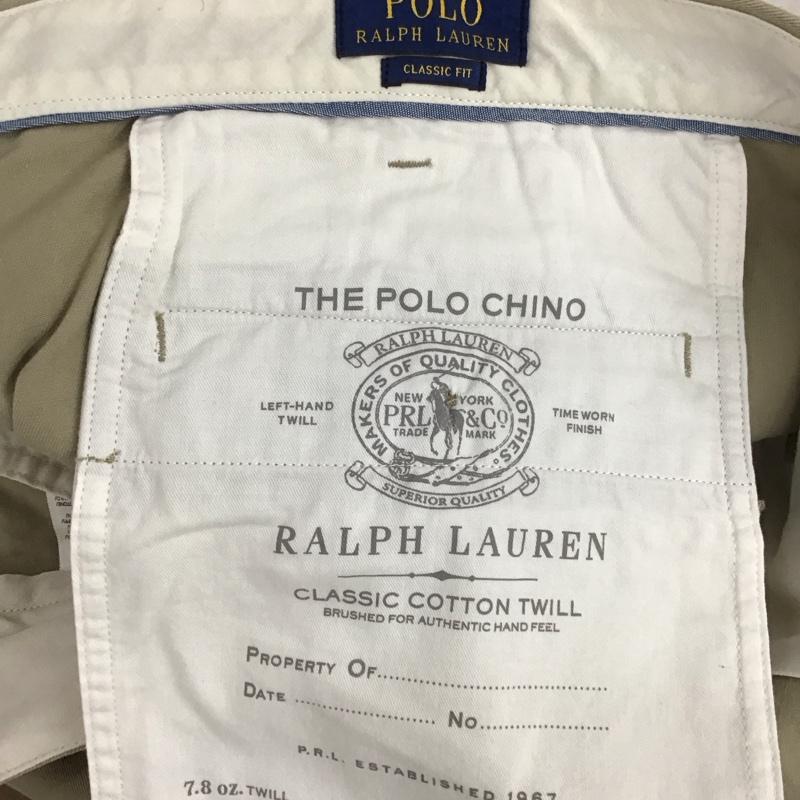 POLO
RALPH LAUREN
CLASSIC FIT
THE POLO CHINO
RALPH LAUREN
MAKERS OF QUALITY CLOTHES
LEFT-HAND
TWILL
NEW YORK
PRL &Co
TRADE MARK
TIME WORN
FINISH
SUPERIOR QUALITY
RALPH LAUREN
CLASSIC COTTON TWILL
BRUSHED FOR AUTHENTIC HAND FEEL
PROPERTY OF..............................
DATE .................. No................
P.R.L. ESTABLISHED 1967
7.8 OZ. TWILL